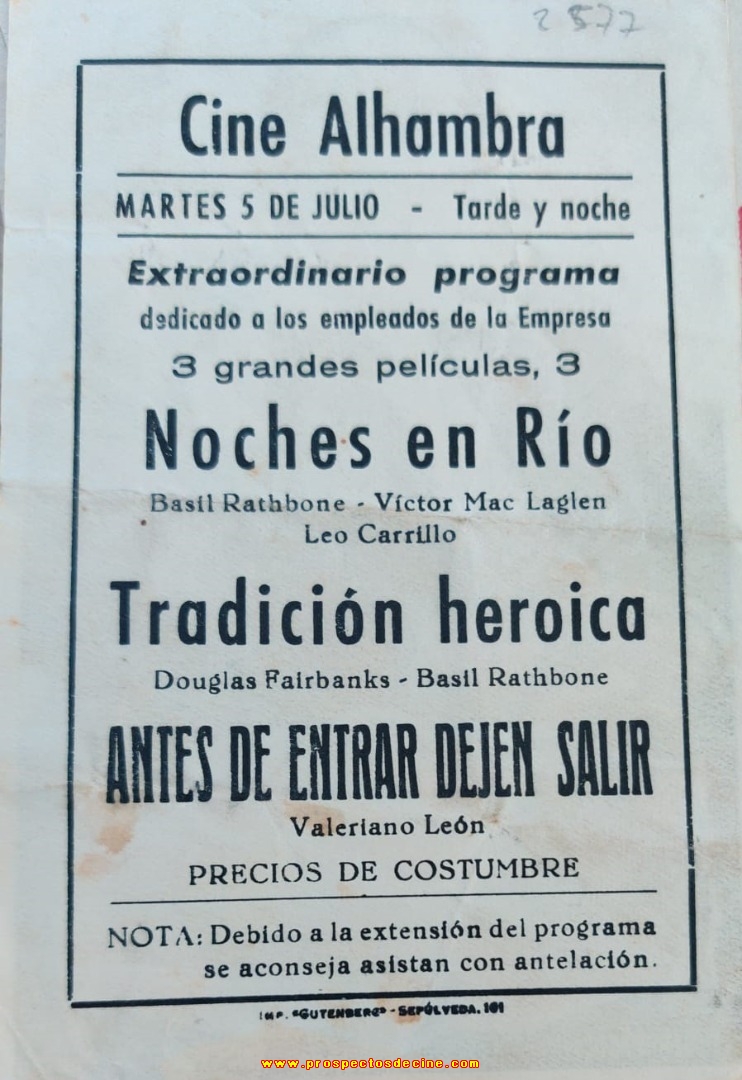 2577
Cine Alhambra
MARTES 5 DE JULIO - Tarde y noche
Extraordinario programa
dedicado a los empleados de la Empresa
3 grandes películas, 3
Noches en Río
Basil Rathbone - Víctor Mac Laglen
Leo Carrillo
Tradición heroica
Douglas Fairbanks - Basil Rathbone
ANTES DE ENTRAR DEJEN SALIR
Valeriano León
PRECIOS DE COSTUMBRE
NOTA: Debido a la extensión del programa
se aconseja asistan con antelación.
IMP. "GUTENBERG" - SEPÚLVEDA. 101
www.prospectosdecine.com